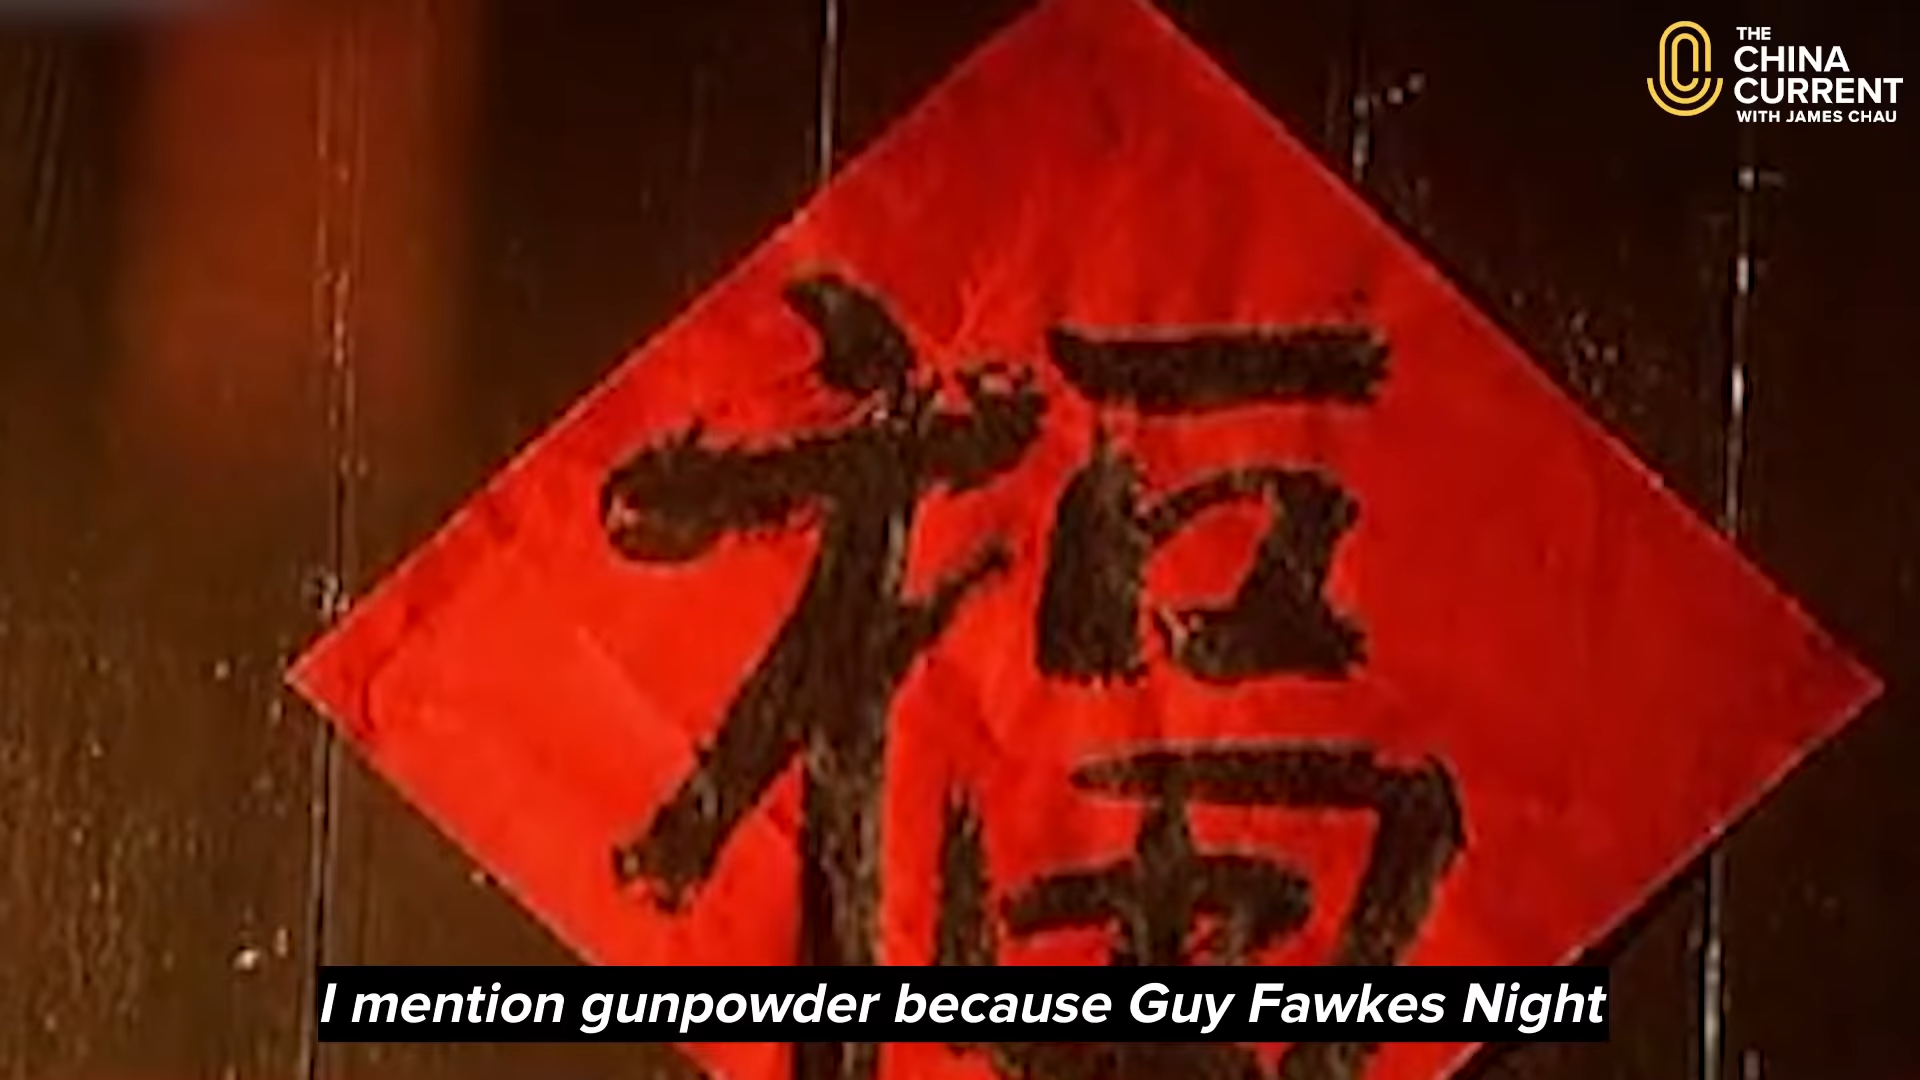 THE
CHINA
CURRENT
WITH JAMES CHAU
福
I mention gunpowder because Guy Fawkes Night